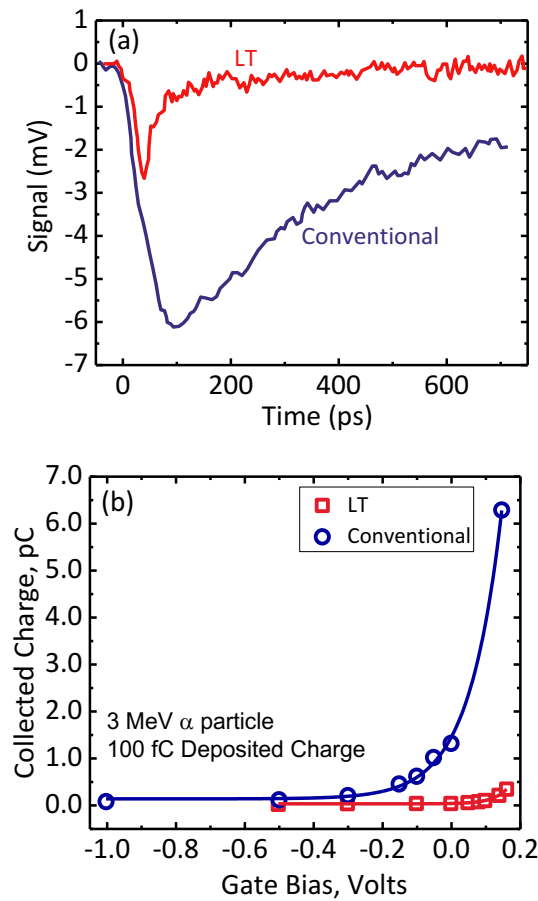 (a)
LT
Conventional
1
0
-1
-2
-3
-4
-5
-6
-7
Signal (mV)
0 200 400 600
Time (ps)
(b)
LT
Conventional
7.0
6.0
5.0
4.0
3.0
2.0
1.0
0.0
Collected Charge, pC
3 MeV α particle
100 fC Deposited Charge
-1.0 -0.8 -0.6 -0.4 -0.2 0.0 0.2
Gate Bias, Volts